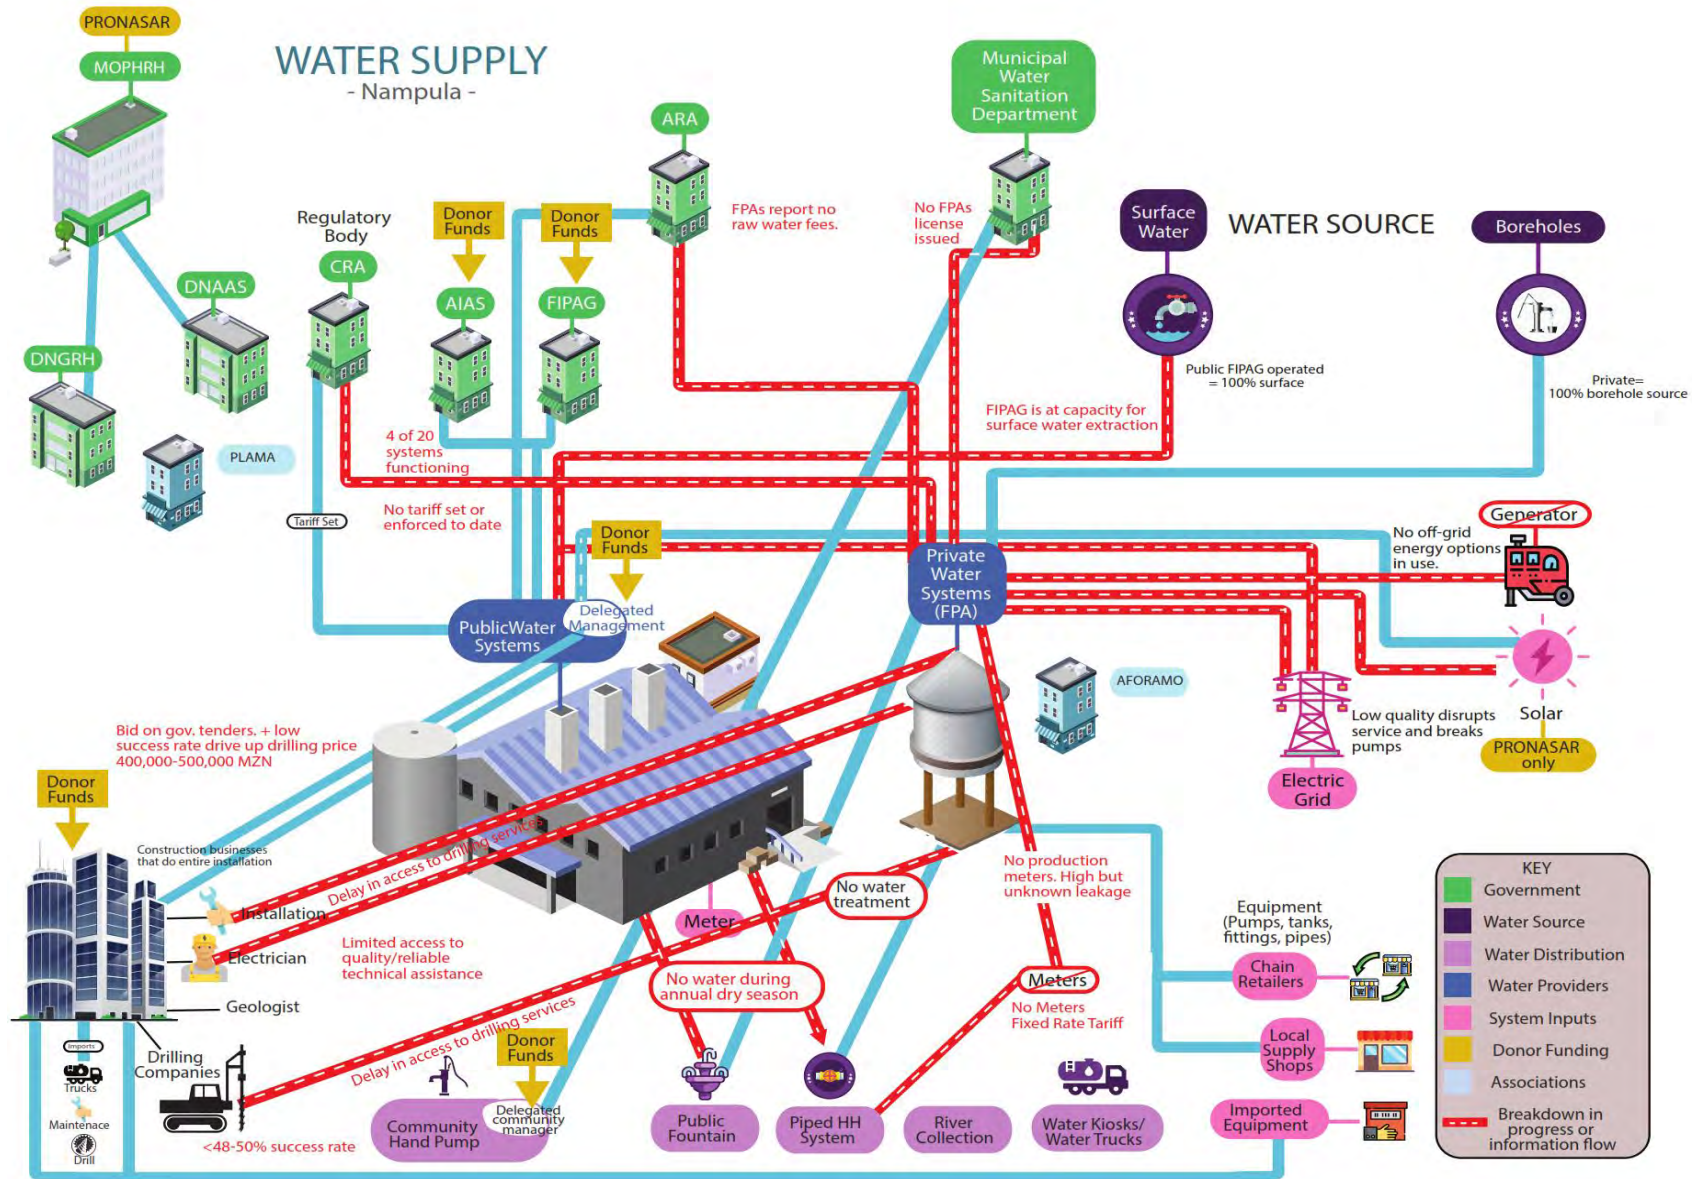 PRONASAR
MOPHRH
WATER SUPPLY
- Nampula -
ARA
Municipal
Water
Sanitation
Department
Regulatory
Body
CRA
Donor
Funds
Donor
Funds
AIAS
FIPAG
DNAAS
DNGRH
PLAMA
FPAs report no
raw water fees.
No FPAs
license
issued
Surface
Water
WATER SOURCE
Boreholes
Public FIPAG operated
= 100% surface
Private=
100% borehole source
FIPAG is at capacity for
surface water extraction
4 of 20
systems
functioning
No tariff set or
enforced to date
Tariff Set
Donor
Funds
Generator
No off-grid
energy options
in use.
Private
Water
Systems
(FPA)
PublicWater
Systems
Delegated
Management
AFORAMO
Solar
PRONASAR
only
Low quality disrupts
service and breaks
pumps
Electric
Grid
Bid on gov. tenders. + low
success rate drive up drilling price
400,000-500,000 MZN
Donor
Funds
Construction businesses
that do entire installation
Delay in access to drilling services
Installation
Electrician
Geologist
Limited access to
quality/reliable
technical assistance
Meter
No water
treatment
No production
meters. High but
unknown leakage
No water during
annual dry season
Meters
No Meters
Fixed Rate Tariff
Equipment
(Pumps, tanks,
fittings, pipes)
Chain
Retailers
Local
Supply
Shops
Imported
Equipment
Imports
Trucks
Maintenace
Drill
Drilling
Companies
<48-50% success rate
Delay in access to drilling services
Donor
Funds
Community
Hand Pump
Delegated
community
manager
Public
Fountain
Piped HH
System
River
Collection
Water Kiosks/
Water Trucks
KEY
Government
Water Source
Water Distribution
Water Providers
System Inputs
Donor Funding
Associations
Breakdown in
progress or
information flow